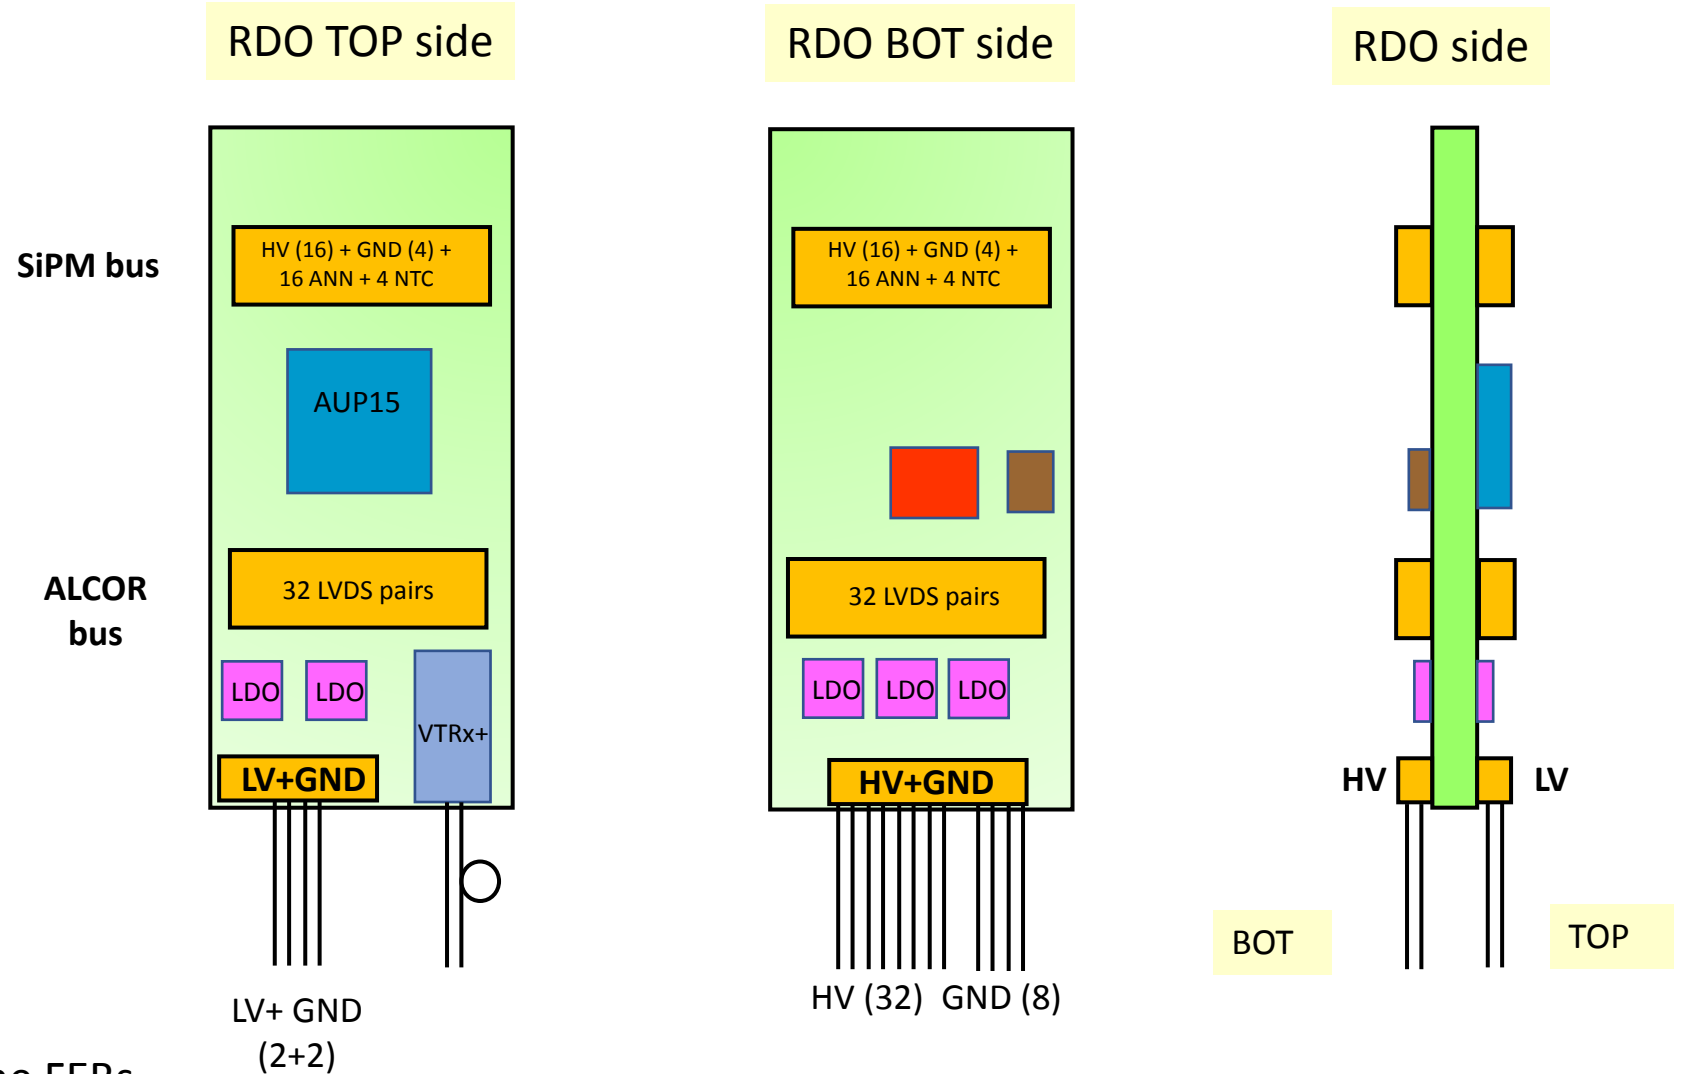 RDO TOP side
RDO BOT side
RDO side
SiPM bus
HV (16) + GND (4) +
16 ANN + 4 NTC
HV (16) + GND (4) +
16 ANN + 4 NTC
AUP15
ALCOR
bus
32 LVDS pairs
32 LVDS pairs
LDO
LDO
VTRx+
LDO
LDO
LDO
LV+GND
HV+GND
HV
LV
BOT
TOP
LV+ GND
(2+2)
HV (32) GND (8)